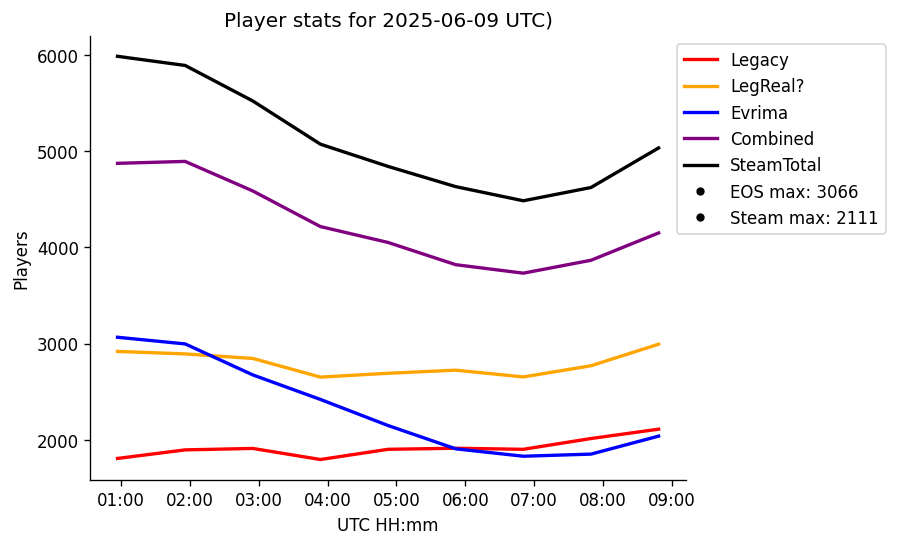 Player stats for 2025-06-09 UTC)
Legacy
LegReal?
Evrima
Combined
SteamTotal
EOS max: 3066
Steam max: 2111
Players
6000
5000
4000
3000
2000
01:00 02:00 03:00 04:00 05:00 06:00 07:00 08:00 09:00
UTC HH:mm